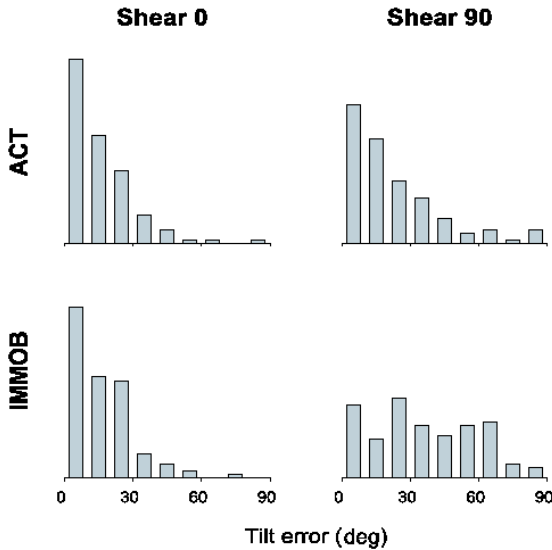 Shear 0 Shear 90
ACT
IMMOB
0 30 60 90 0 30 60 90
Tilt error (deg)